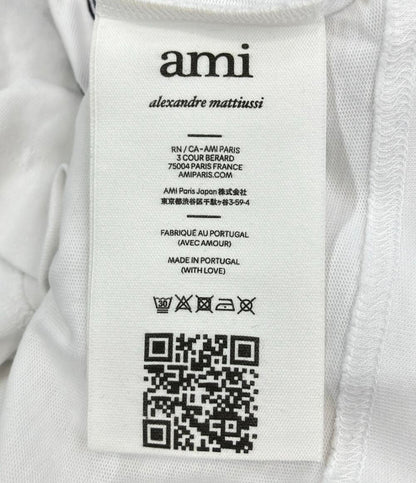 ami
alexandre mattiussi
RN / CA–AMI PARIS
3 COUR BERARD
75004 PARIS FRANCE
AMIPARIS.COM
AMI Paris Japan 株式会社
東京都渋谷区千駄ヶ谷3-59-4
FABRIQUÉ AU PORTUGAL
(AVEC AMOUR)
MADE IN PORTUGAL
(WITH LOVE)
30